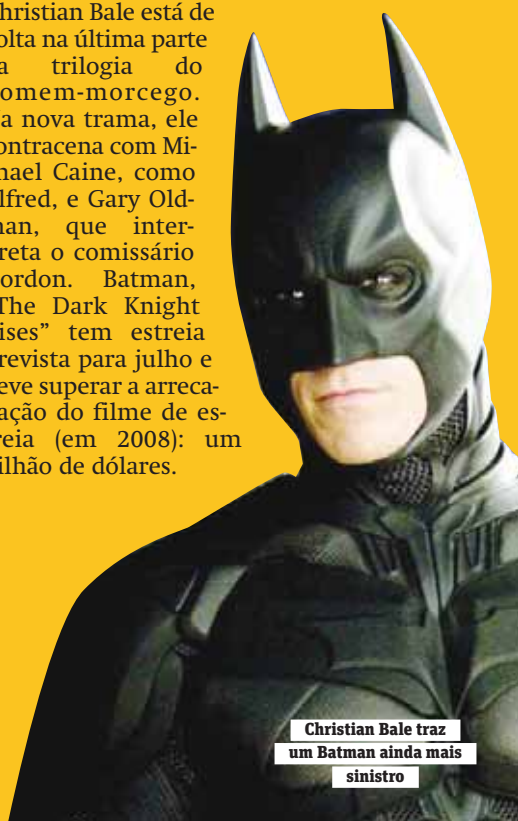 hristian Bale está de
olta na última parte
a trilogia do
omem-morcego.
a nova trama, ele
ontracena com Mi-
hael Caine, como
lfred, e Gary Old-
an, que inter-
reta o comissário
ordon. Batman,
The Dark Knight
ises” tem estreia
revista para julho e
eve superar a arreca-
ação do filme de es-
reia (em 2008): um
ilhão de dólares.
Christian Bale traz
um Batman ainda mais
sinistro